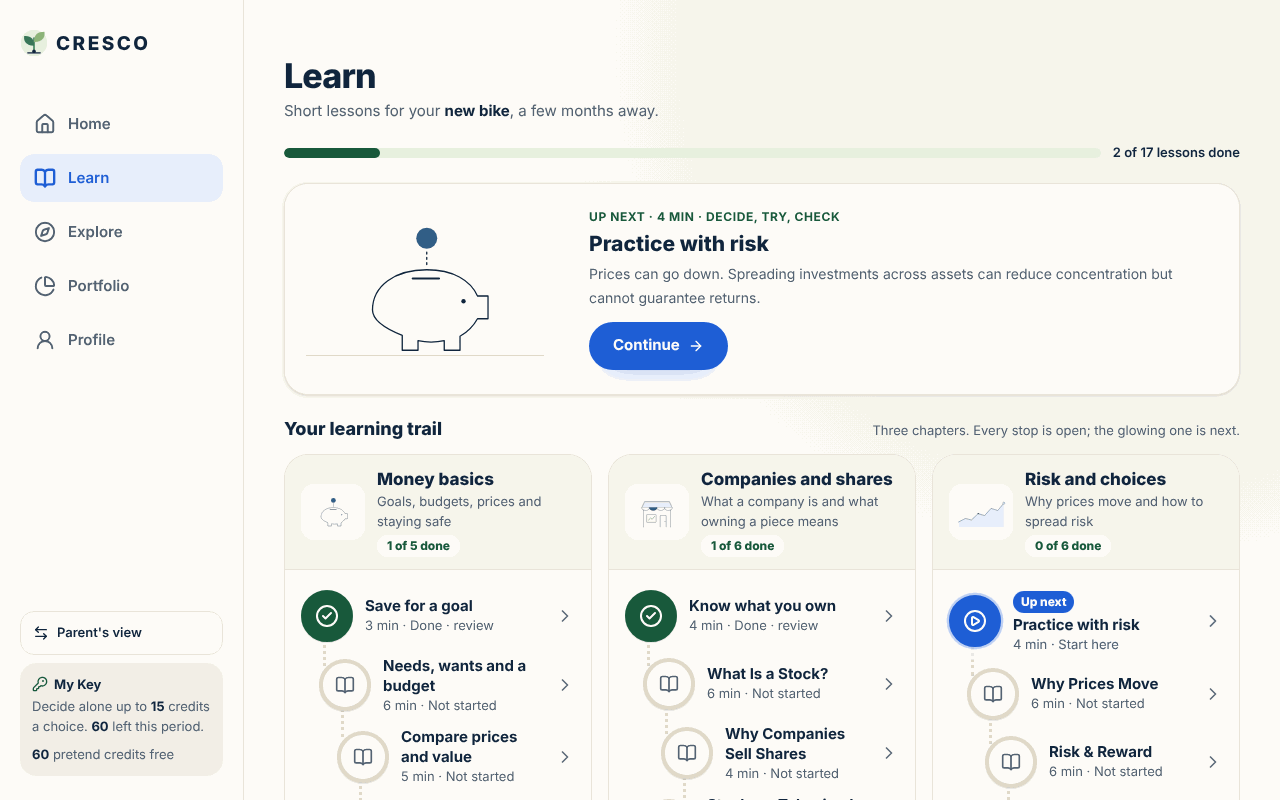 CRESCO
Home
Learn
Explore
Portfolio
Profile
Parent's view
My Key
Decide alone up to 15 credits
a choice. 60 left this period.
60 pretend credits free
Learn
Short lessons for your new bike, a few months away.
2 of 17 lessons done
UP NEXT · 4 MIN · DECIDE, TRY, CHECK
Practice with risk
Prices can go down. Spreading investments across assets can reduce concentration but
cannot guarantee returns.
Continue
Your learning trail
Three chapters. Every stop is open; the glowing one is next.
Money basics
Goals, budgets, prices and
staying safe
1 of 5 done
Save for a goal
3 min · Done · review
Needs, wants and a
budget
6 min · Not started
Compare prices
and value
5 min · Not started
Companies and shares
What a company is and what
owning a piece means
1 of 6 done
Know what you own
4 min · Done · review
What Is a Stock?
6 min · Not started
Why Companies
Sell Shares
4 min · Not started
Risk and choices
Why prices move and how to
spread risk
0 of 6 done
Up next
Practice with risk
4 min · Start here
Why Prices Move
6 min · Not started
Risk & Reward
6 min · Not started